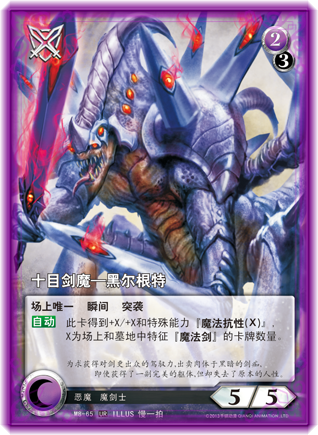 2
3
十目剑魔—黑尔根特
场上唯一 瞬间 突袭
自动 此卡得到+X/+X和特殊能力『魔法抗性(X)』，
X为场上和墓地中特征『魔法剑』的卡牌数量。
为求获得对剑更出众的驾驭力，出卖肉体于黑暗的剑痴，
即使获得了一副完美的躯体，但却失去了原本的人性。
恶魔 魔剑士
5/5
UR ILLUS 慢一拍